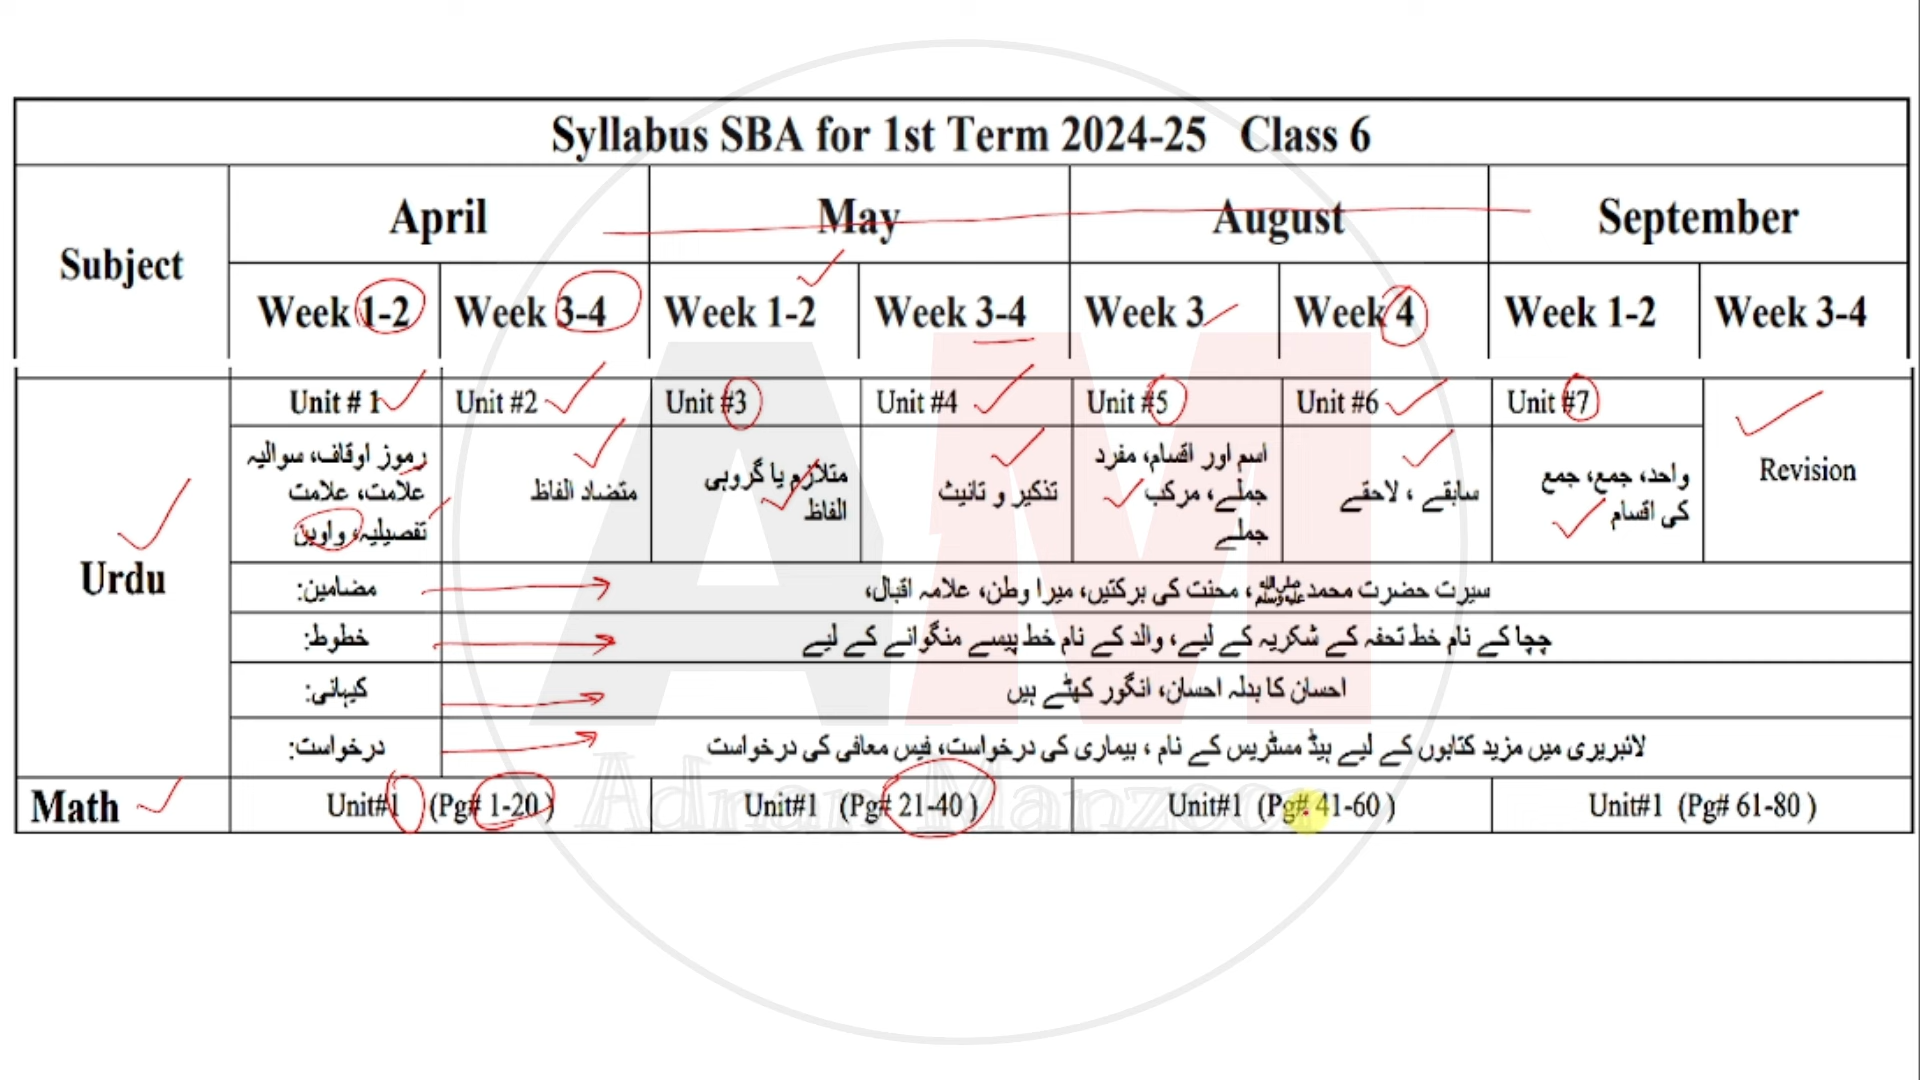 Syllabus SBA for 1st Term 2024-25 Class 6
Subject
April
May
August
September
Week 1-2
Week 3-4
Week 1-2
Week 3-4
Week 3
Week 4
Week 1-2
Week 3-4
Urdu
Unit # 1
Unit #2
Unit #3
Unit #4
Unit #5
Unit #6
Unit #7
Revision
رموز اوقاف، سوالیہ
علامت، علامت
تفصیلیہ، واوین
متضاد الفاظ
متلازم یا گروہی
الفاظ
تذکیر و تانیث
اسم اور اقسام، مفرد
جملے، مرکب
جملے
سابقے ، لاحقے
واحد، جمع، جمع
کی اقسام
مضامین:
سیرت حضرت محمدﷺ، محنت کی برکتیں، میرا وطن، علامہ اقبال،
خطوط:
چچا کے نام خط تحفہ کے شکریہ کے لیے، والد کے نام خط پیسے منگوانے کے لیے
کہانی:
احسان کا بدلہ احسان، انگور کھٹے ہیں
درخواست:
لائبریری میں مزید کتابوں کے لیے ہیڈ مسٹریس کے نام ، بیماری کی درخواست، فیس معافی کی درخواست
Math
Unit#1 (Pg# 1-20 )
Unit#1 (Pg# 21-40 )
Unit#1 (Pg# 41-60 )
Unit#1 (Pg# 61-80 )
AM
Adnan Manzoor